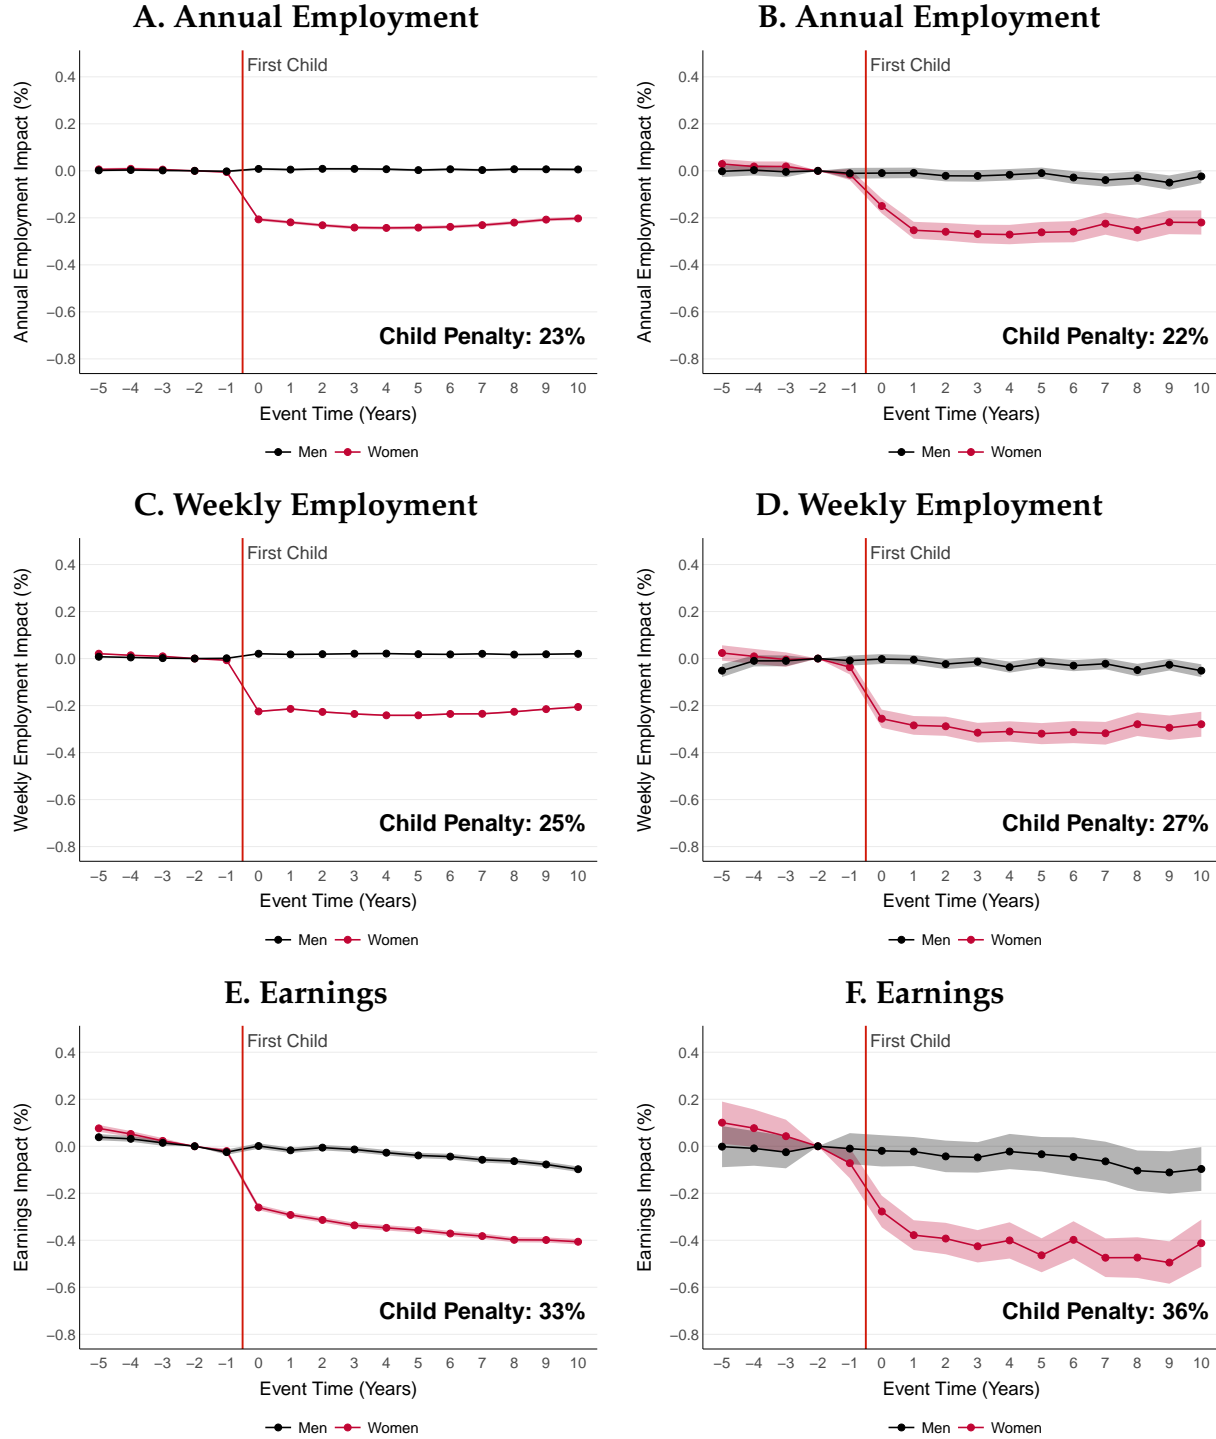 A. Annual Employment
Annual Employment Impact (%)
0.4
0.2
0.0
−0.2
−0.4
−0.6
−0.8
First Child
Child Penalty: 23%
−5 −4 −3 −2 −1 0 1 2 3 4 5 6 7 8 9 10
Event Time (Years)
Men Women
B. Annual Employment
Annual Employment Impact (%)
0.4
0.2
0.0
−0.2
−0.4
−0.6
−0.8
First Child
Child Penalty: 22%
−5 −4 −3 −2 −1 0 1 2 3 4 5 6 7 8 9 10
Event Time (Years)
Men Women
C. Weekly Employment
Weekly Employment Impact (%)
0.4
0.2
0.0
−0.2
−0.4
−0.6
−0.8
First Child
Child Penalty: 25%
−5 −4 −3 −2 −1 0 1 2 3 4 5 6 7 8 9 10
Event Time (Years)
Men Women
D. Weekly Employment
Weekly Employment Impact (%)
0.4
0.2
0.0
−0.2
−0.4
−0.6
−0.8
First Child
Child Penalty: 27%
−5 −4 −3 −2 −1 0 1 2 3 4 5 6 7 8 9 10
Event Time (Years)
Men Women
E. Earnings
Earnings Impact (%)
0.4
0.2
0.0
−0.2
−0.4
−0.6
−0.8
First Child
Child Penalty: 33%
−5 −4 −3 −2 −1 0 1 2 3 4 5 6 7 8 9 10
Event Time (Years)
Men Women
F. Earnings
Earnings Impact (%)
0.4
0.2
0.0
−0.2
−0.4
−0.6
−0.8
First Child
Child Penalty: 36%
−5 −4 −3 −2 −1 0 1 2 3 4 5 6 7 8 9 10
Event Time (Years)
Men Women